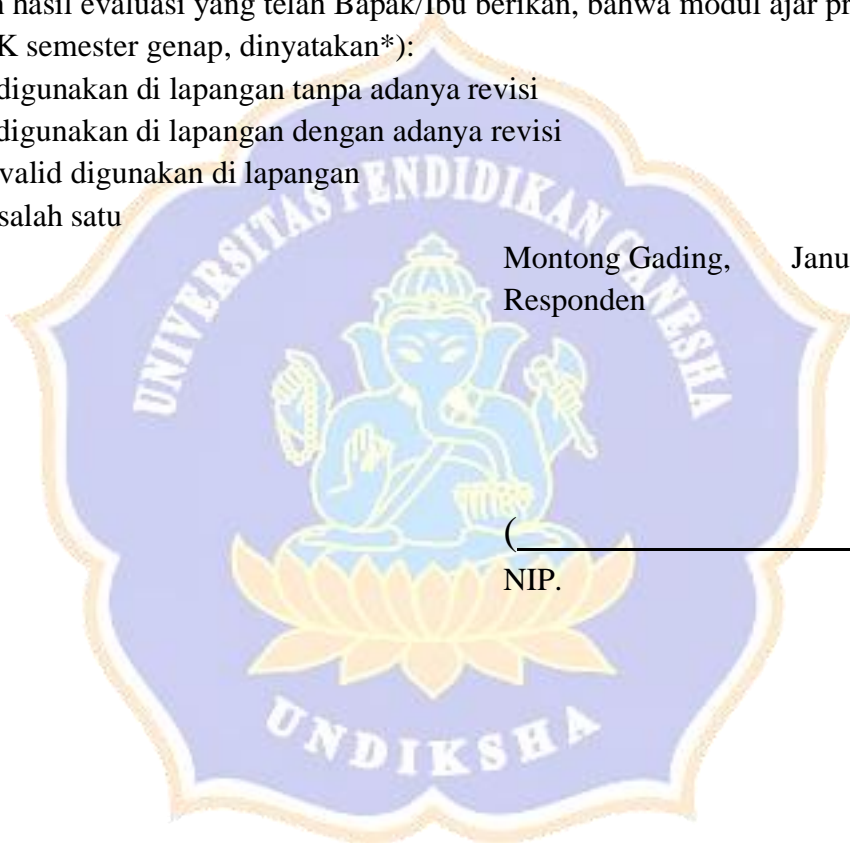 hasil evaluasi yang telah Bapak/Ibu berikan, bahwa modul ajar pr
K semester genap, dinyatakan*):
digunakan di lapangan tanpa adanya revisi
digunakan di lapangan dengan adanya revisi
valid digunakan di lapangan
salah satu
Montong Gading, Janu
Responden
(
NIP.
UNIVERSITAS PENDIDIKAN GANESHA
UNDIKSHA